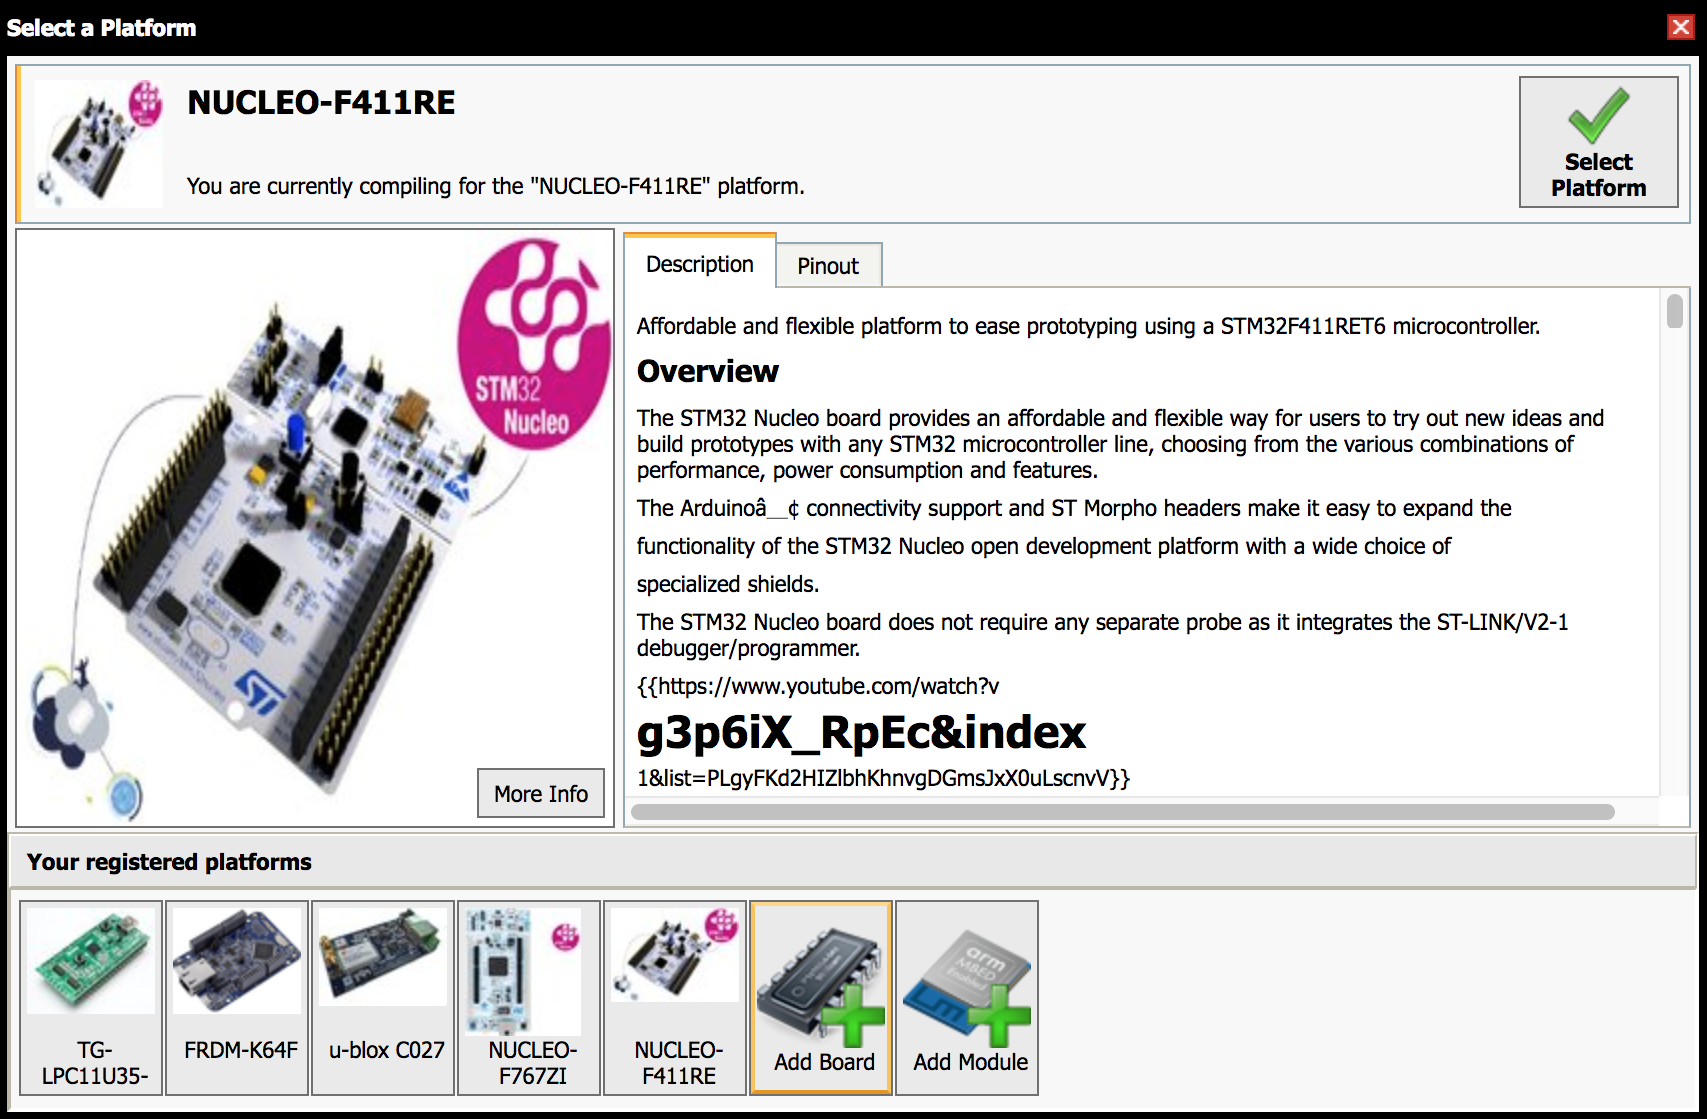 Select a Platform
NUCLEO-F411RE
You are currently compiling for the "NUCLEO-F411RE" platform.
Select
Platform
STM32
Nucleo
ST
More Info
Description
Pinout
Affordable and flexible platform to ease prototyping using a STM32F411RET6 microcontroller.
Overview
The STM32 Nucleo board provides an affordable and flexible way for users to try out new ideas and
build prototypes with any STM32 microcontroller line, choosing from the various combinations of
performance, power consumption and features.
The Arduinoâ__¢ connectivity support and ST Morpho headers make it easy to expand the
functionality of the STM32 Nucleo open development platform with a wide choice of
specialized shields.
The STM32 Nucleo board does not require any separate probe as it integrates the ST-LINK/V2-1
debugger/programmer.
{{https://www.youtube.com/watch?v
g3p6iX_RpEc&index
1&list=PLgyFKd2HIZlbhKhnvgDGmsJxX0uLscnvV}}
Your registered platforms
TG-
LPC11U35-
FRDM-K64F
u-blox C027
NUCLEO-
F767ZI
NUCLEO-
F411RE
Add Board
arm
MBED
Enabled
Add Module